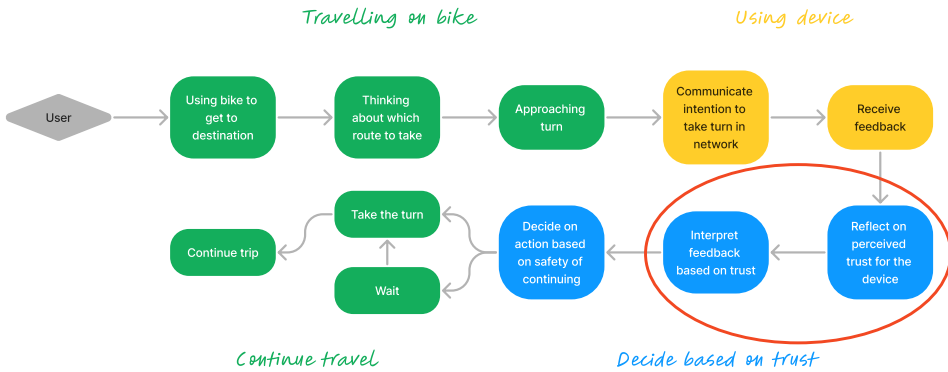 Travelling on bike
Using device
User
Using bike to
get to
destination
Thinking
about which
route to take
Approaching
turn
Communicate
intention to
take turn in
network
Receive
feedback
Reflect on
perceived
trust for the
device
Interpret
feedback
based on trust
Decide on
action based
on safety of
continuing
Take the turn
Wait
Continue trip
Continue travel
Decide based on trust